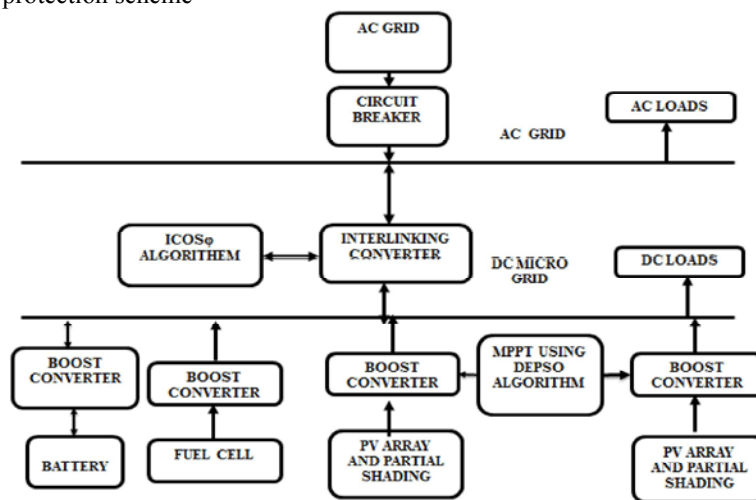 protection scheme
AC GRID
CIRCUIT
BREAKER
AC LOADS
AC GRID
ICOSφ
ALGORITHEM
INTERLINKING
CONVERTER
DC MICRO
GRID
DC LOADS
BOOST
CONVERTER
BOOST
CONVERTER
BOOST
CONVERTER
MPPT USING
DEPSO
ALGORITHM
BOOST
CONVERTER
BATTERY
FUEL CELL
PV ARRAY
AND PARTIAL
SHADING
PV ARRAY
AND PARTIAL
SHADING